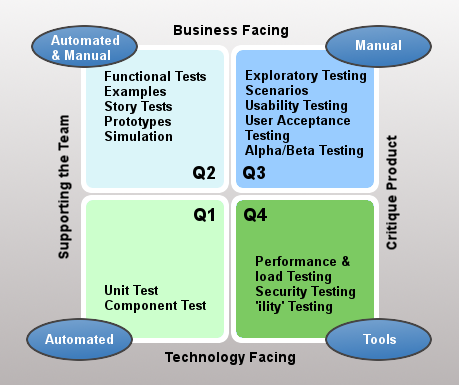 Business Facing
Automated
& Manual
Manual
Functional Tests
Examples
Story Tests
Prototypes
Simulation
Q2
Exploratory Testing
Scenarios
Usability Testing
User Acceptance
Testing
Alpha/Beta Testing
Q3
Supporting the Team
Critique Product
Q1
Unit Test
Component Test
Q4
Performance &
load Testing
Security Testing
'ility' Testing
Automated
Tools
Technology Facing